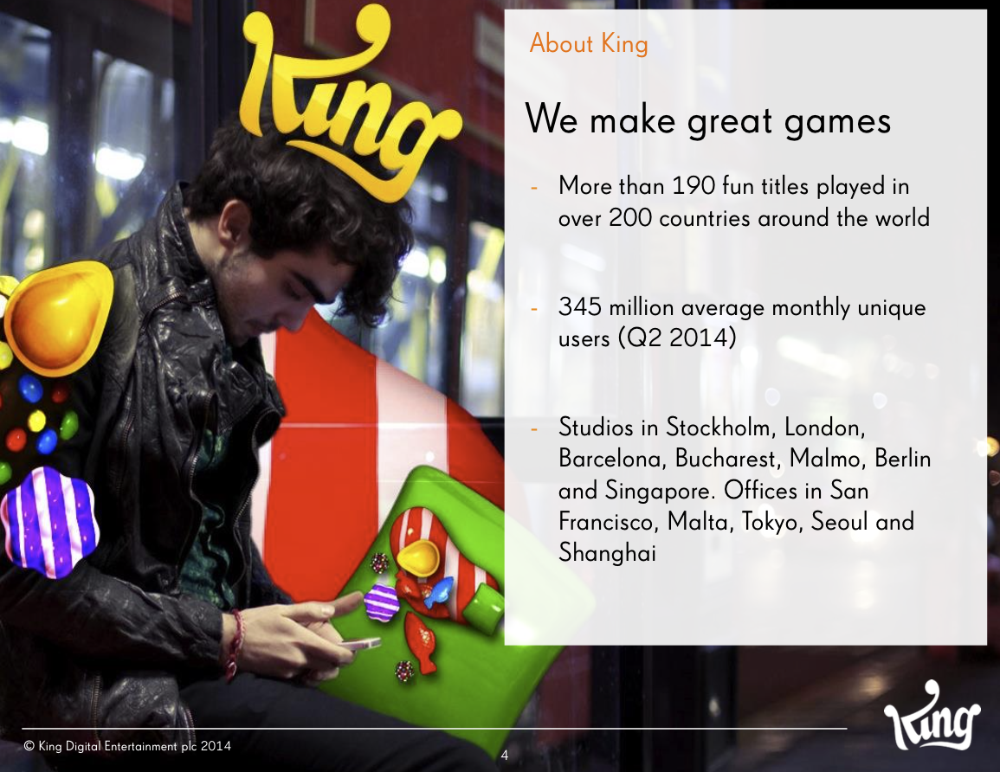 King
About King
We make great games
- More than 190 fun titles played in
over 200 countries around the world
- 345 million average monthly unique
users (Q2 2014)
- Studios in Stockholm, London,
Barcelona, Bucharest, Malmo, Berlin
and Singapore. Offices in San
Francisco, Malta, Tokyo, Seoul and
Shanghai
King
© King Digital Entertainment plc 2014
4